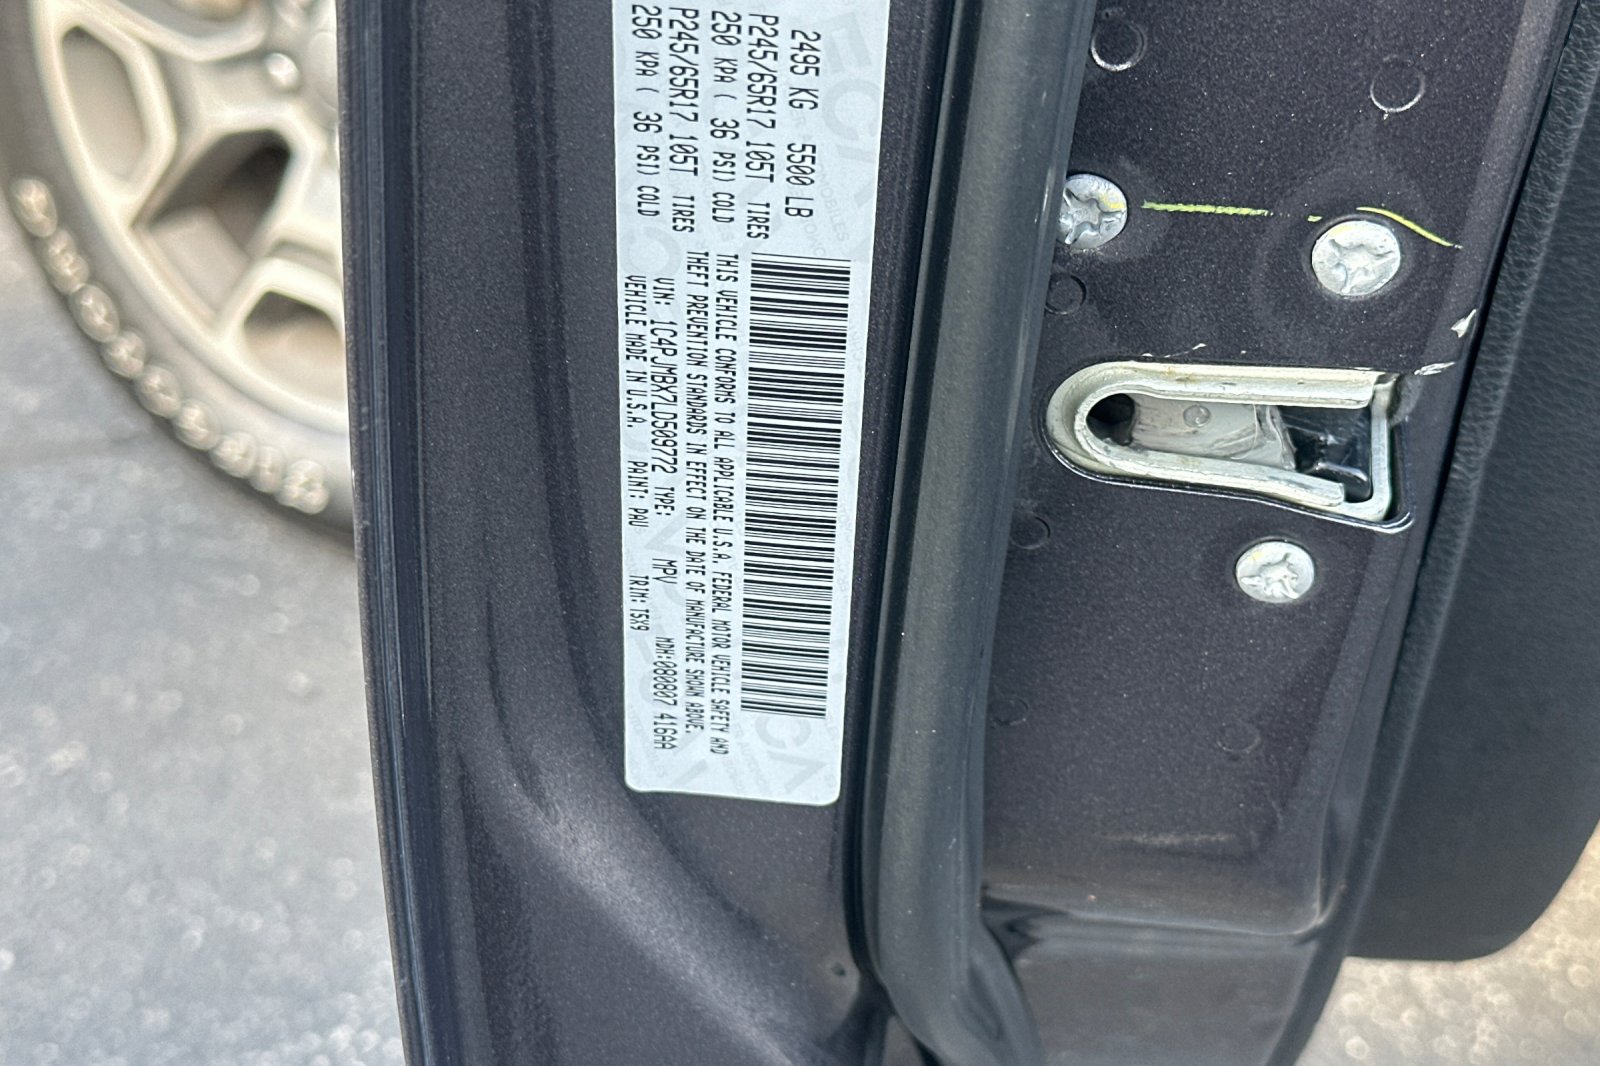 2495 KG 5500 LB
P245/65R17 105T TIRES
250 KPA ( 36 PSI) COLD
P245/65R17 105T TIRES
250 KPA ( 36 PSI) COLD
THIS VEHICLE CONFORMS TO ALL APPLICABLE U.S.A. FEDERAL MOTOR VEHICLE SAFETY AND
THEFT PREVENTION STANDARDS IN EFFECT ON THE DATE OF MANUFACTURE SHOWN ABOVE.
VIN: 1C4PJMBX7LD509772 TYPE: MPV MDH:080807 416AA
VEHICLE MADE IN U.S.A. PAINT: PAU TRIM: TSX9